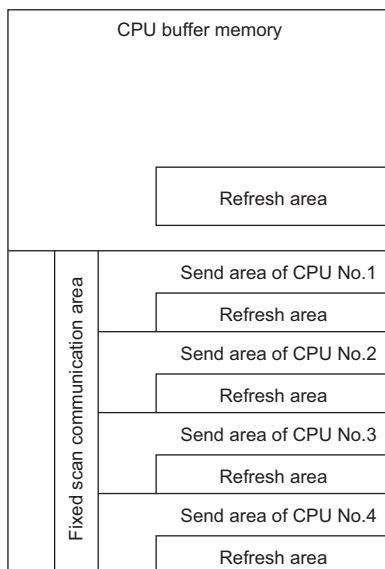 CPU buffer memory
Refresh area
Fixed scan communication area
Send area of CPU No.1
Refresh area
Send area of CPU No.2
Refresh area
Send area of CPU No.3
Refresh area
Send area of CPU No.4
Refresh area